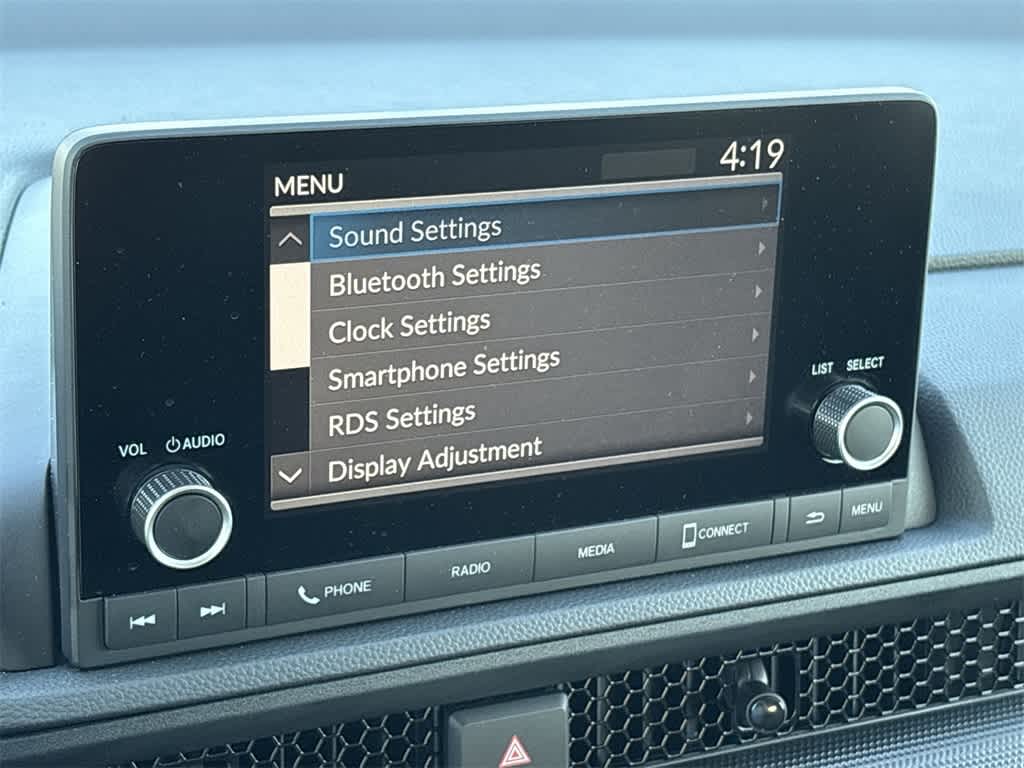 4:19
MENU
Sound Settings
Bluetooth Settings
Clock Settings
Smartphone Settings
RDS Settings
Display Adjustment
LIST SELECT
VOL AUDIO
PHONE
RADIO
MEDIA
CONNECT
MENU